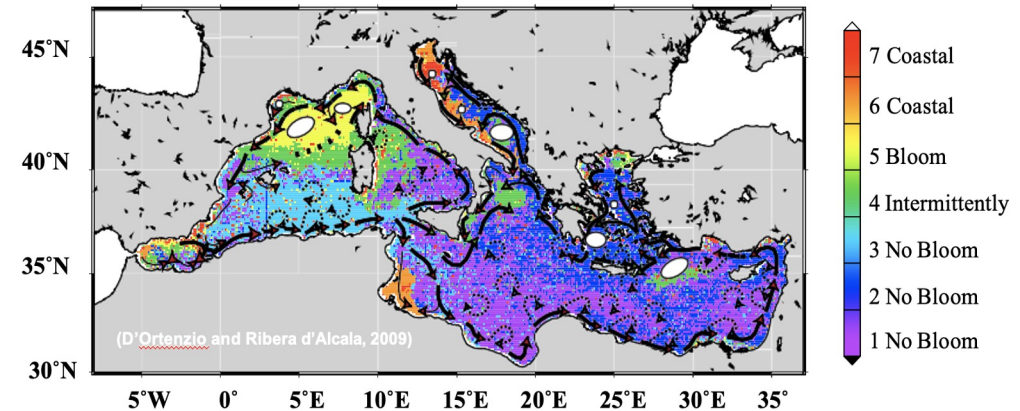 45°N
40°N
35°N
30°N
(D'Ortenzio and Ribera d'Alcala, 2009)
5°W 0° 5°E 10°E 15°E 20°E 25°E 30°E 35°
7 Coastal
6 Coastal
5 Bloom
4 Intermittently
3 No Bloom
2 No Bloom
1 No Bloom